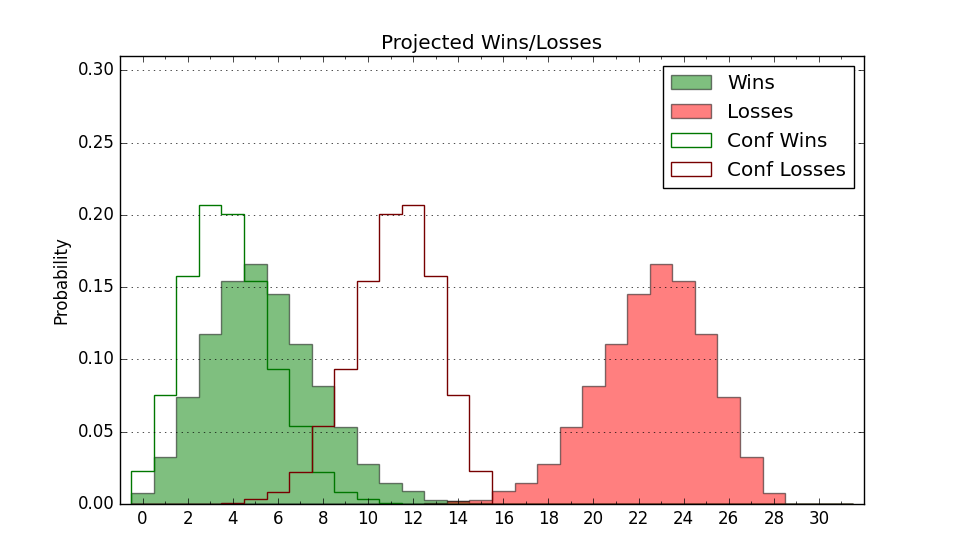 Projected Wins/Losses
0.30
0.25
0.20
0.15
0.10
0.05
0.00
Probability
Wins
Losses
Conf Wins
Conf Losses
0 2 4 6 8 10 12 14 16 18 20 22 24 26 28 30